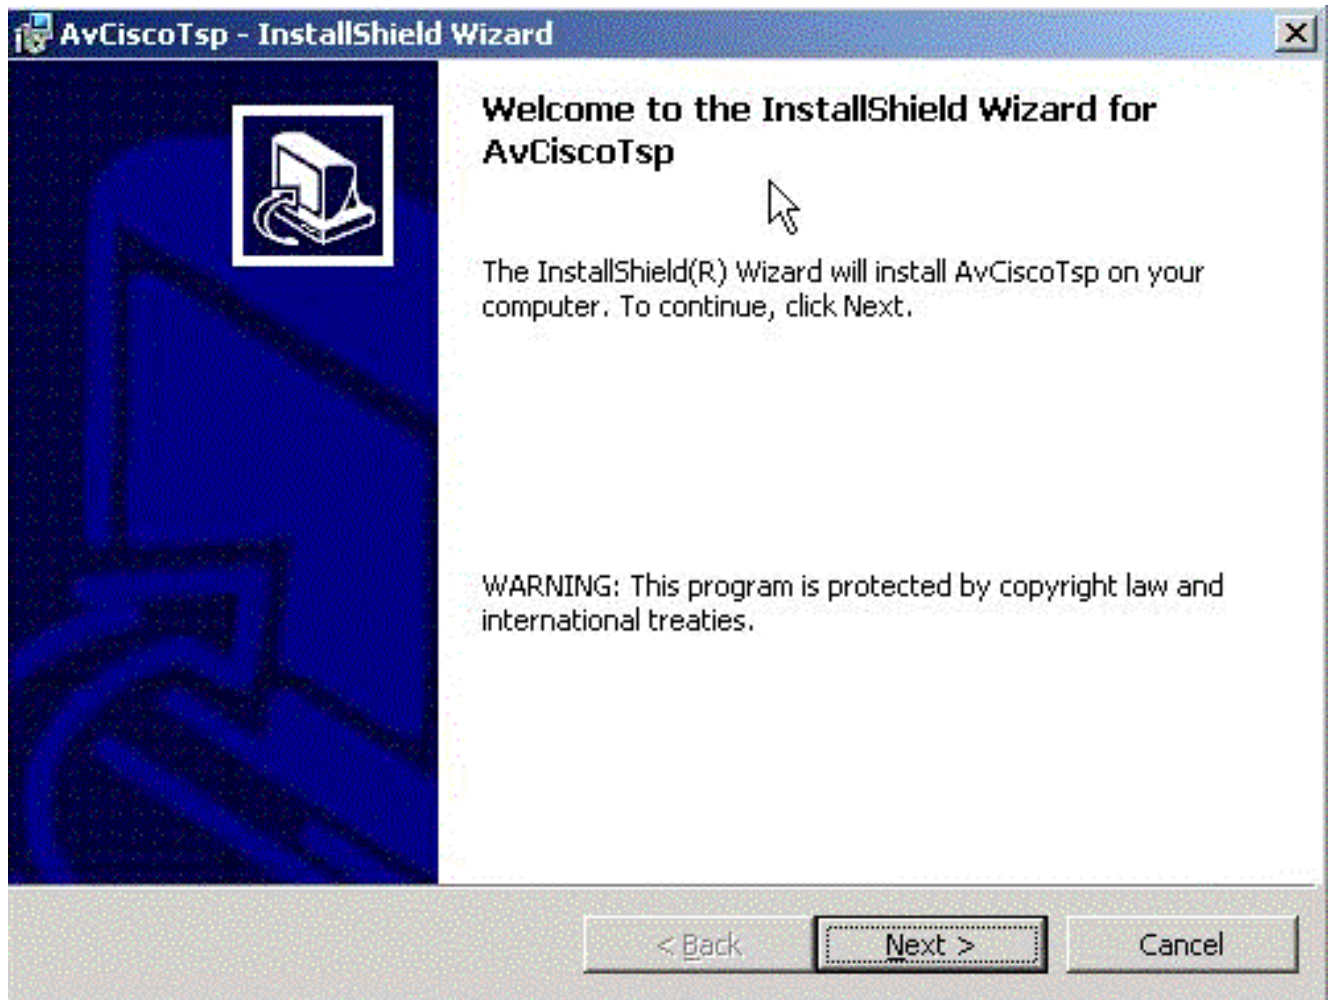 AvCiscoTsp - InstallShield Wizard
Welcome to the InstallShield Wizard for
AvCiscoTsp
The InstallShield(R) Wizard will install AvCiscoTsp on your
computer. To continue, click Next.
WARNING: This program is protected by copyright law and
international treaties.
< Back
Next >
Cancel